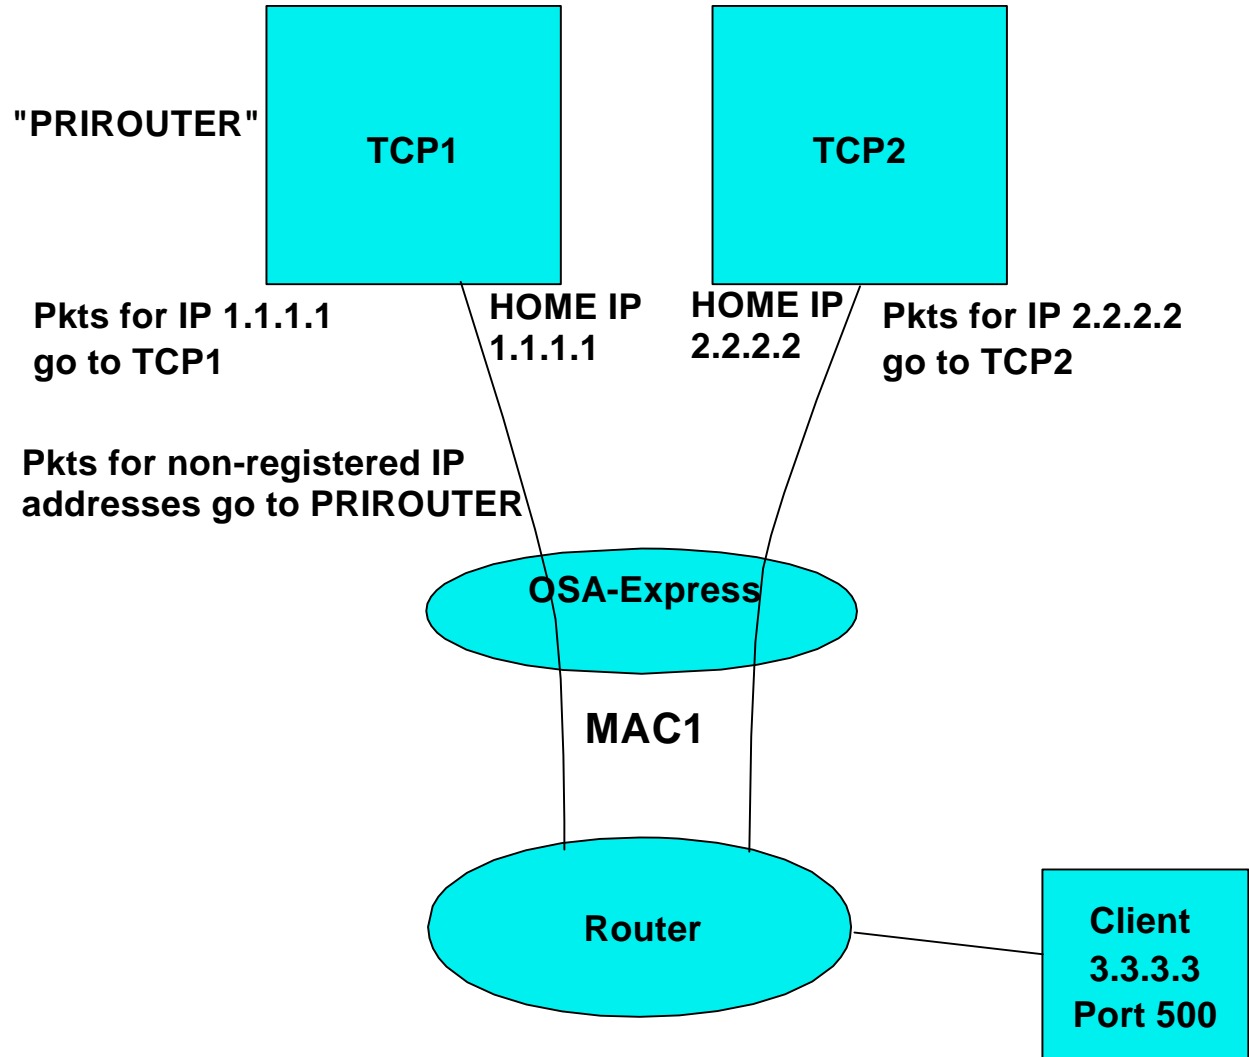 "PRIROUTER"
TCP1
TCP2
Pkts for IP 1.1.1.1
go to TCP1
HOME IP
1.1.1.1
HOME IP
2.2.2.2
Pkts for IP 2.2.2.2
go to TCP2
Pkts for non-registered IP
addresses go to PRIROUTER
OSA-Express
MAC1
Router
Client
3.3.3.3
Port 500